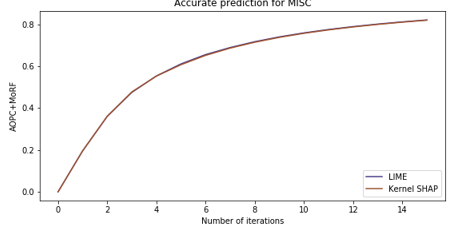 Accurate prediction for MISC
0.8
0.6
0.4
0.2
0.0
AOPC+MoRF
LIME
Kernel SHAP
0 2 4 6 8 10 12 14
Number of iterations